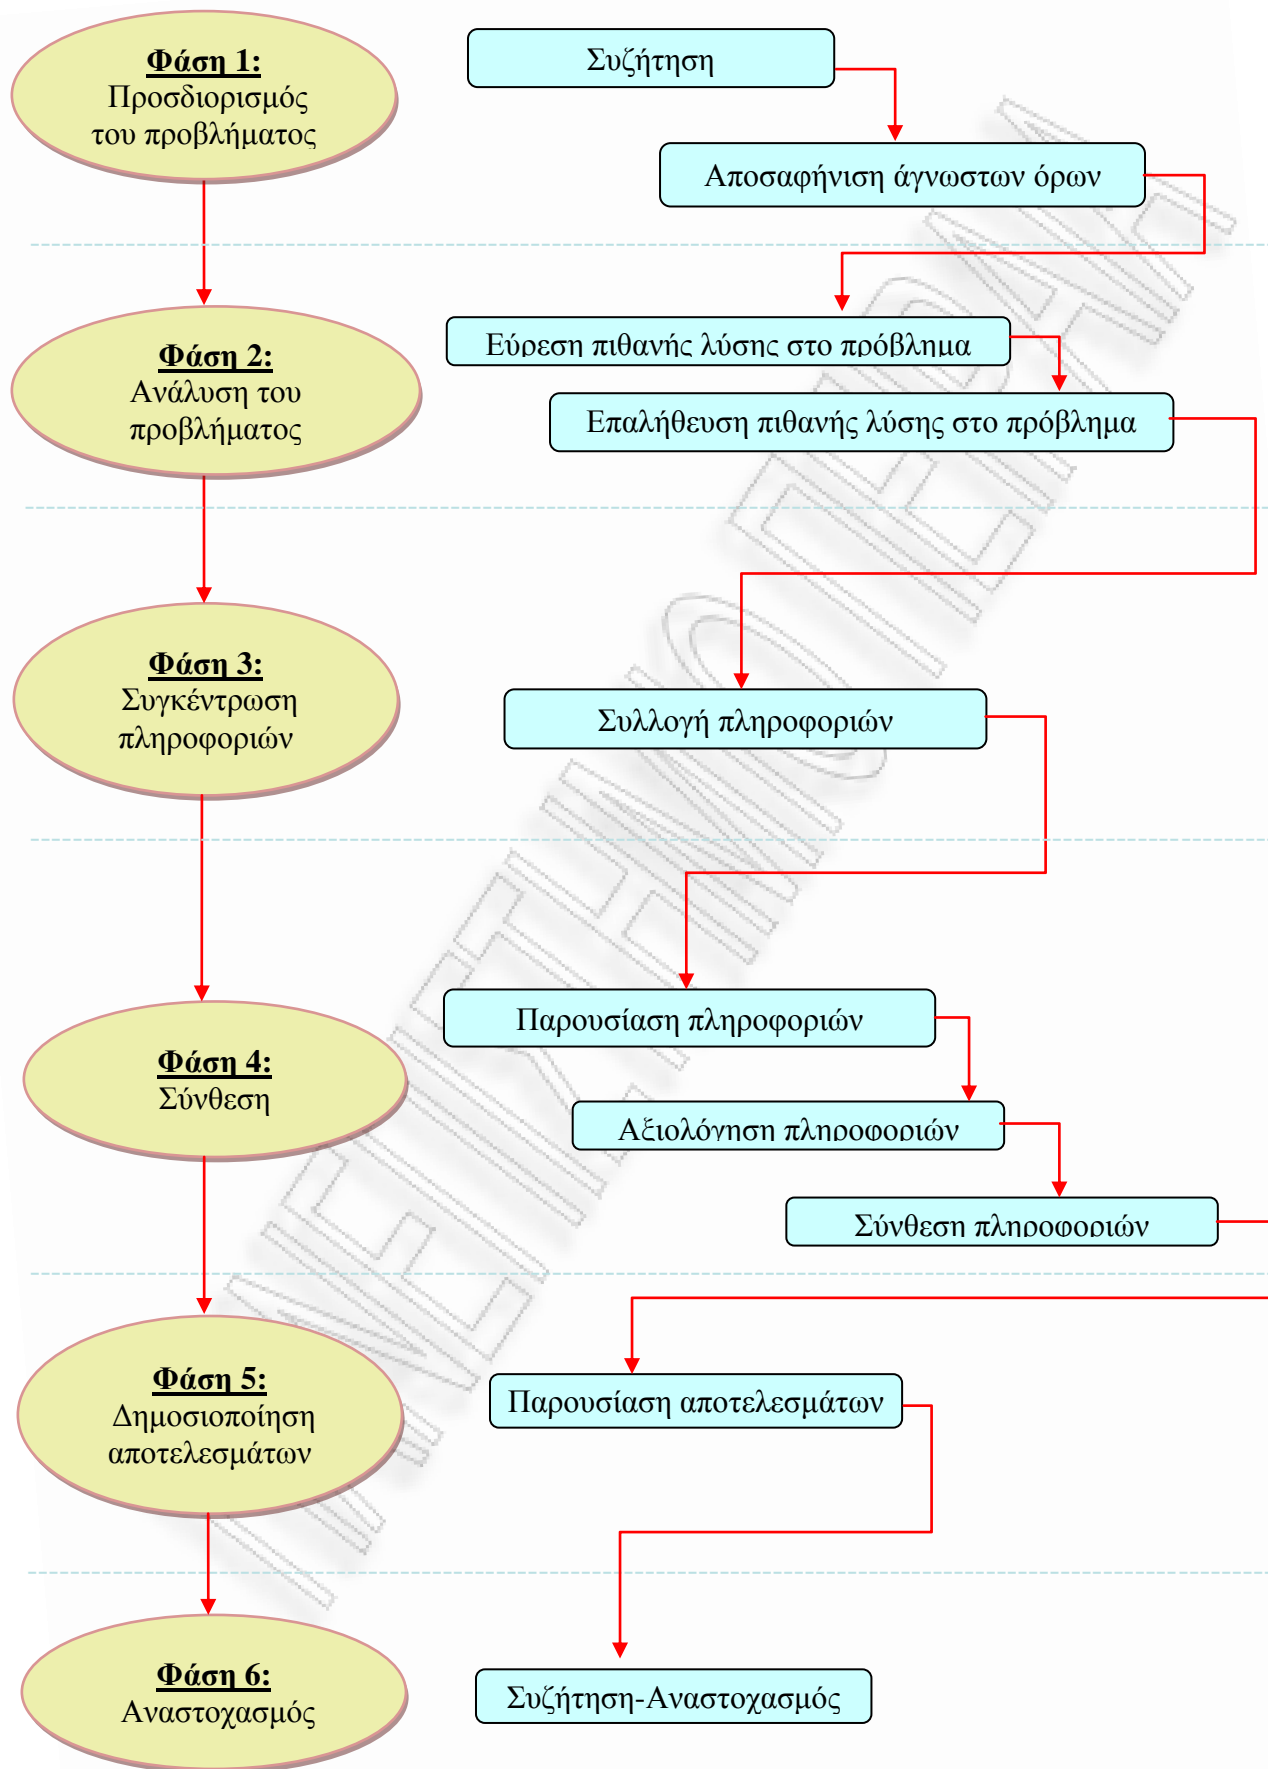 Φάση 1:
Προσδιορισμός
του προβλήματος
Συζήτηση
Αποσαφήνιση άγνωστων όρων
Φάση 2:
Ανάλυση του
προβλήματος
Εύρεση πιθανής λύσης στο πρόβλημα
Επαλήθευση πιθανής λύσης στο πρόβλημα
Φάση 3:
Συγκέντρωση
πληροφοριών
Συλλογή πληροφοριών
Φάση 4:
Σύνθεση
Παρουσίαση πληροφοριών
Αξιολόγηση πληροφοριών
Σύνθεση πληροφοριών
Φάση 5:
Δημοσιοποίηση
αποτελεσμάτων
Παρουσίαση αποτελεσμάτων
Φάση 6:
Αναστοχασμός
Συζήτηση-Αναστοχασμός
ΠΑΝΕΠΙΣΤΗΜΙΟ ΠΕΙΡΑΙΑ